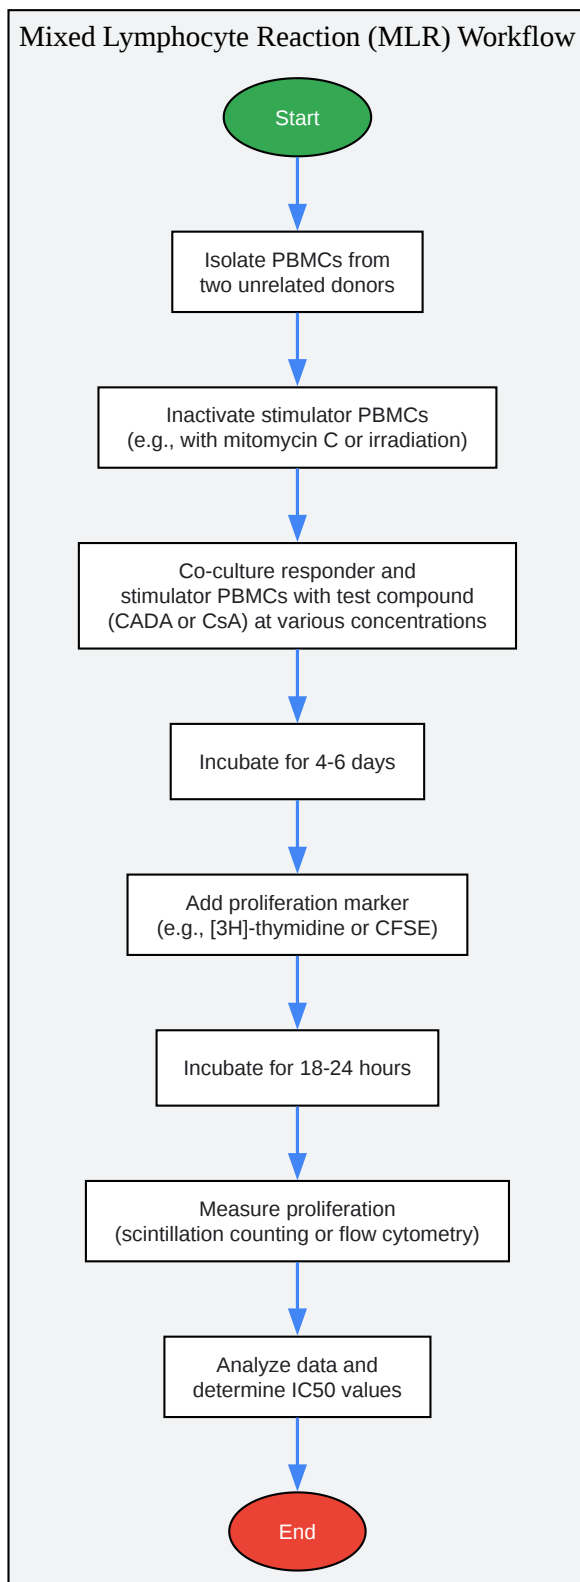 Mixed Lymphocyte Reaction (MLR) Workflow
Start
Isolate PBMCs from
two unrelated donors
Inactivate stimulator PBMCs
(e.g., with mitomycin C or irradiation)
Co-culture responder and
stimulator PBMCs with test compound
(CADA or CsA) at various concentrations
Incubate for 4-6 days
Add proliferation marker
(e.g., [3H]-thymidine or CFSE)
Incubate for 18-24 hours
Measure proliferation
(scintillation counting or flow cytometry)
Analyze data and
determine IC50 values
End